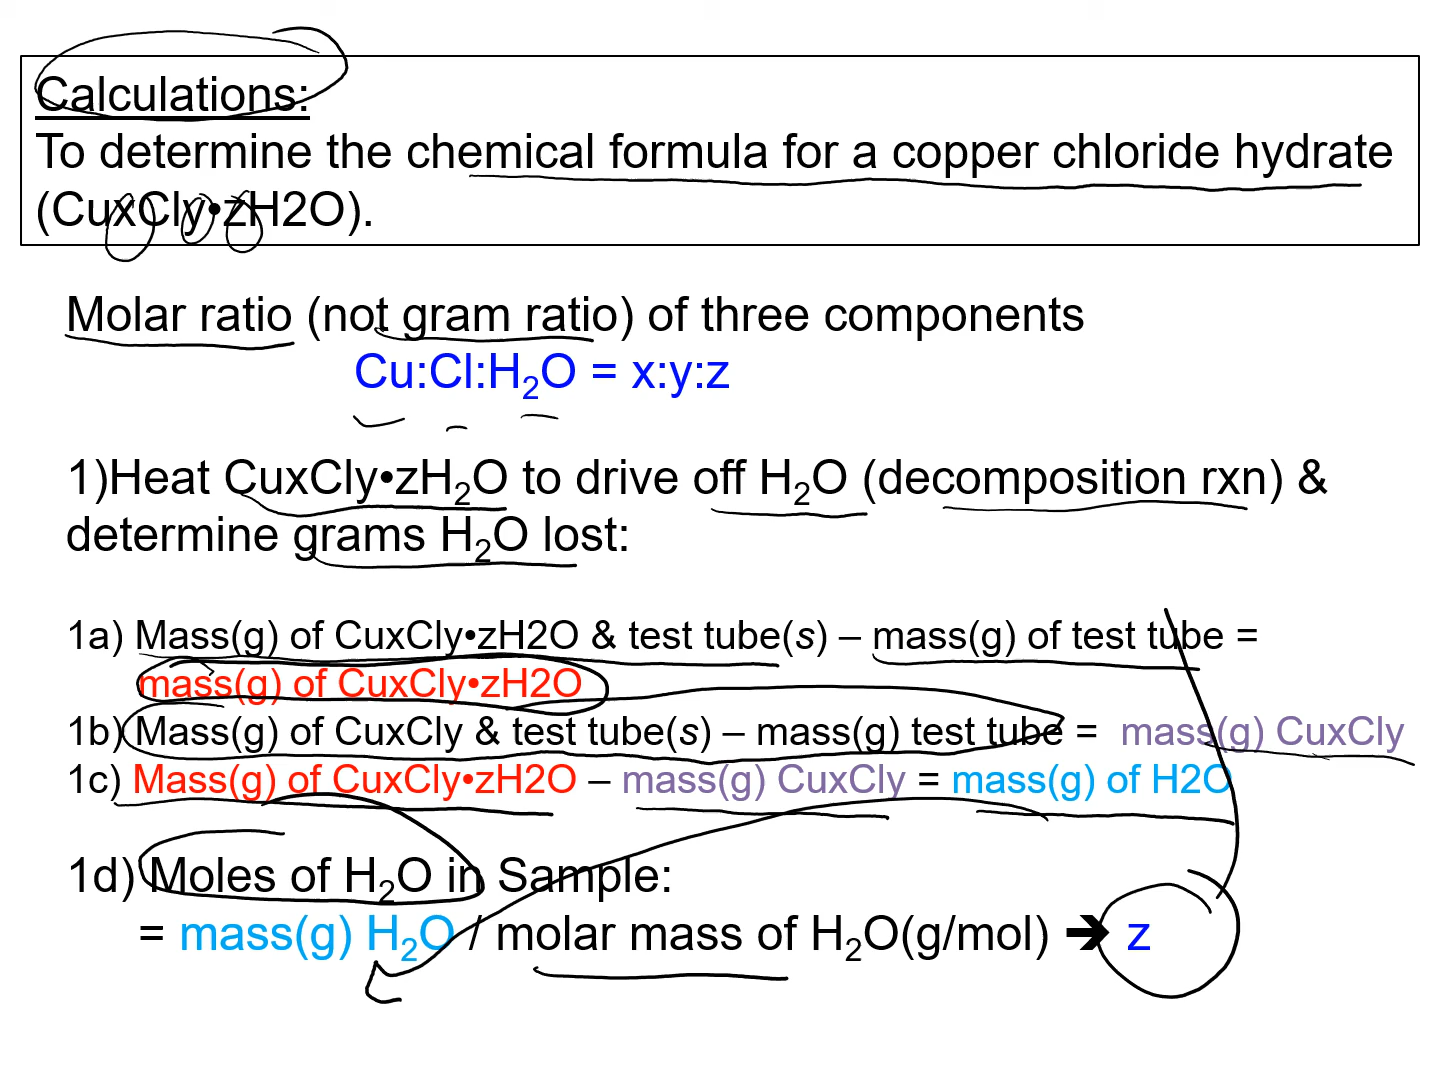 Calculations:
To determine the chemical formula for a copper chloride hydrate
(CuxCly•zH2O).
Molar ratio (not gram ratio) of three components
Cu:Cl:H₂O = x:y:z
1)Heat CuxCly•zH₂O to drive off H₂O (decomposition rxn) &
determine grams H₂O lost:
1a) Mass(g) of CuxCly•zH2O & test tube(s) – mass(g) of test tube =
mass(g) of CuxCly•zH2O
1b) Mass(g) of CuxCly & test tube(s) – mass(g) test tube = mass(g) CuxCly
1c) Mass(g) of CuxCly•zH2O – mass(g) CuxCly = mass(g) of H2O
1d) Moles of H₂O in Sample:
= mass(g) H₂O / molar mass of H₂O(g/mol) ➔ z